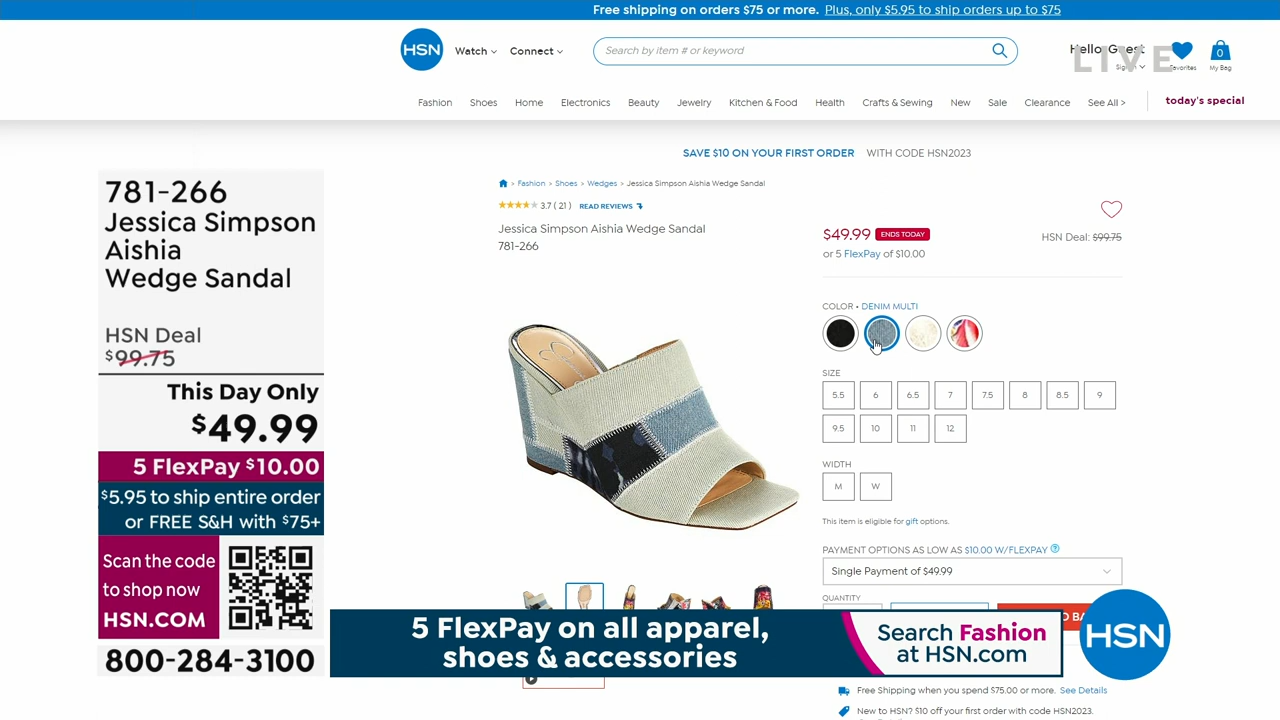 Free shipping on orders $75 or more. Plus, only $5.95 to ship orders up to $75
HSN
Watch
Connect
Search by item # or keyword
Hello Guest
LIVE
Favorites
0
My Bag
Fashion Shoes Home Electronics Beauty Jewelry Kitchen & Food Health Crafts & Sewing New Sale Clearance See All > today's special
SAVE $10 ON YOUR FIRST ORDER WITH CODE HSN2023
Fashion > Shoes > Wedges > Jessica Simpson Aishia Wedge Sandal
3.7 ( 21 ) READ REVIEWS
Jessica Simpson Aishia Wedge Sandal
781-266
$49.99 ENDS TODAY
HSN Deal: $99.75
or 5 FlexPay of $10.00
COLOR • DENIM MULTI
SIZE
5.5 6 6.5 7 7.5 8 8.5 9
9.5 10 11 12
WIDTH
M W
This item is eligible for gift options.
PAYMENT OPTIONS AS LOW AS $10.00 W/FLEXPAY
Single Payment of $49.99
QUANTITY
Free Shipping when you spend $75.00 or more. See Details
New to HSN? $10 off your first order with code HSN2023.
781-266
Jessica Simpson
Aishia
Wedge Sandal
HSN Deal
$99.75
This Day Only
$49.99
5 FlexPay $10.00
$5.95 to ship entire order
or FREE S&H with $75+
Scan the code
to shop now
HSN.COM
800-284-3100
5 FlexPay on all apparel,
shoes & accessories
Search Fashion
at HSN.com
HSN